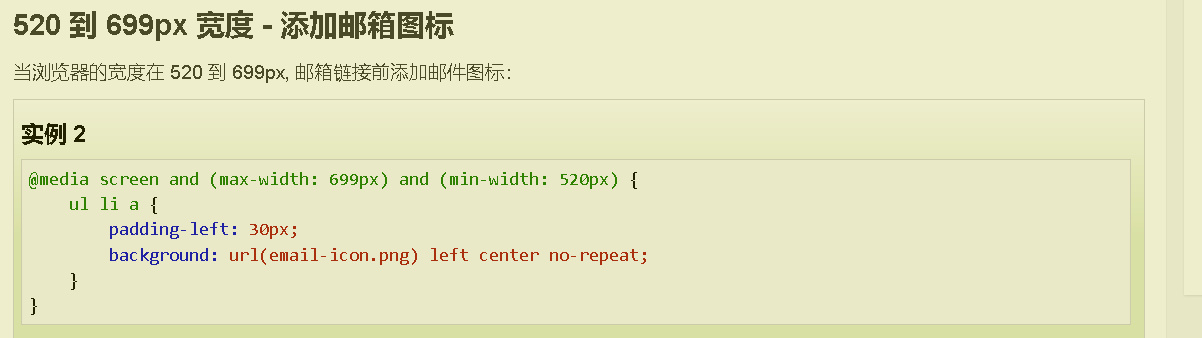 520 到 699px 宽度 - 添加邮箱图标
当浏览器的宽度在 520 到 699px, 邮箱链接前添加邮件图标:
实例 2
@media screen and (max-width: 699px) and (min-width: 520px) {
    ul li a {
        padding-left: 30px;
        background: url(email-icon.png) left center no-repeat;
    }
}